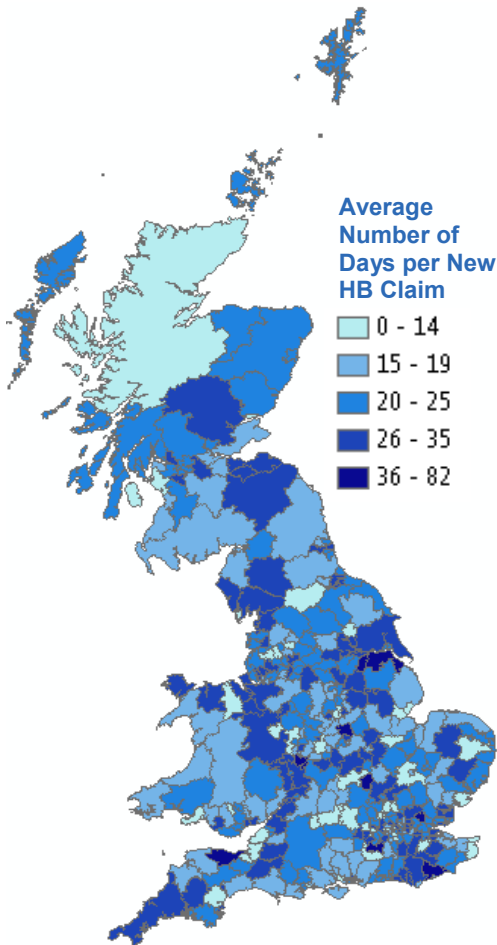 Average
Number of
Days per New
HB Claim
0 - 14
15 - 19
20 - 25
26 - 35
36 - 82